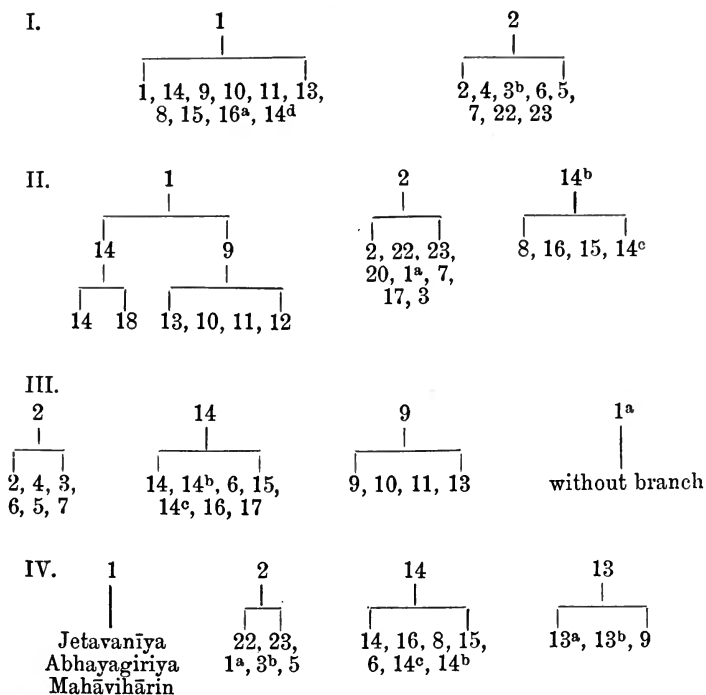 I. 1 2
1, 14, 9, 10, 11, 13, 2, 4, 3ᵇ, 6, 5,
8, 15, 16ᵃ, 14ᵈ 7, 22, 23
II. 1 2 14ᵇ
14 9 2, 22, 23, 8, 16, 15, 14ᶜ
20, 1ᵃ, 7,
17, 3
14 18 13, 10, 11, 12
III.
2 14 9 1ᵃ
2, 4, 3, 14, 14ᵇ, 6, 15, 9, 10, 11, 13 without branch
6, 5, 7 14ᶜ, 16, 17
IV. 1 2 14 13
Jetavanīya 22, 23, 14, 16, 8, 15, 13ᵃ, 13ᵇ, 9
Abhayagiriya 1ᵃ, 3ᵇ, 5 6, 14ᶜ, 14ᵇ
Mahāvihārin